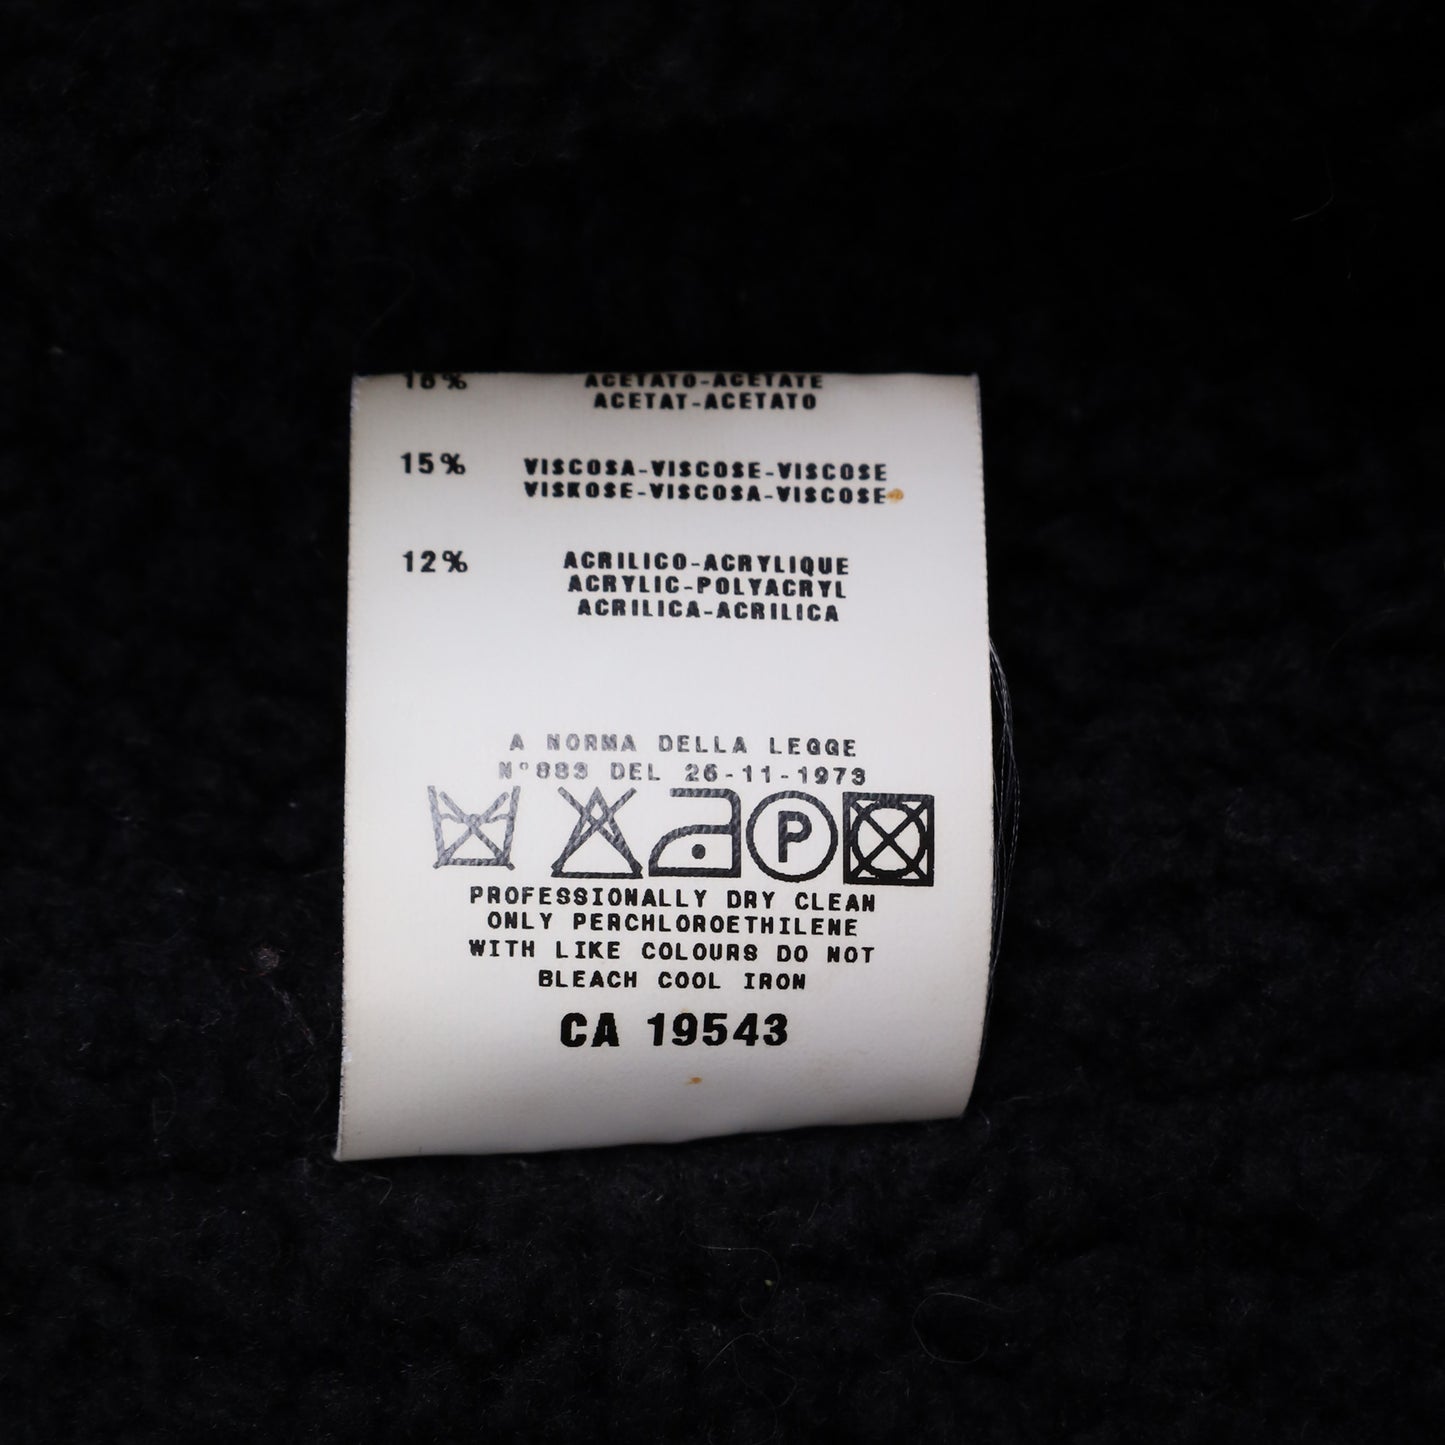 16% ACETATO-ACETATE
ACETAT-ACETATO
15% VISCOSA-VISCOSE-VISCOSE
VISKOSE-VISCOSA-VISCOSE
12% ACRILICO-ACRYLIQUE
ACRYLIC-POLYACRYL
ACRILICA-ACRILICA
A NORMA DELLA LEGGE
N°883 DEL 26-11-1973
P
PROFESSIONALLY DRY CLEAN
ONLY PERCHLOROETHILENE
WITH LIKE COLOURS DO NOT
BLEACH COOL IRON
CA 19543